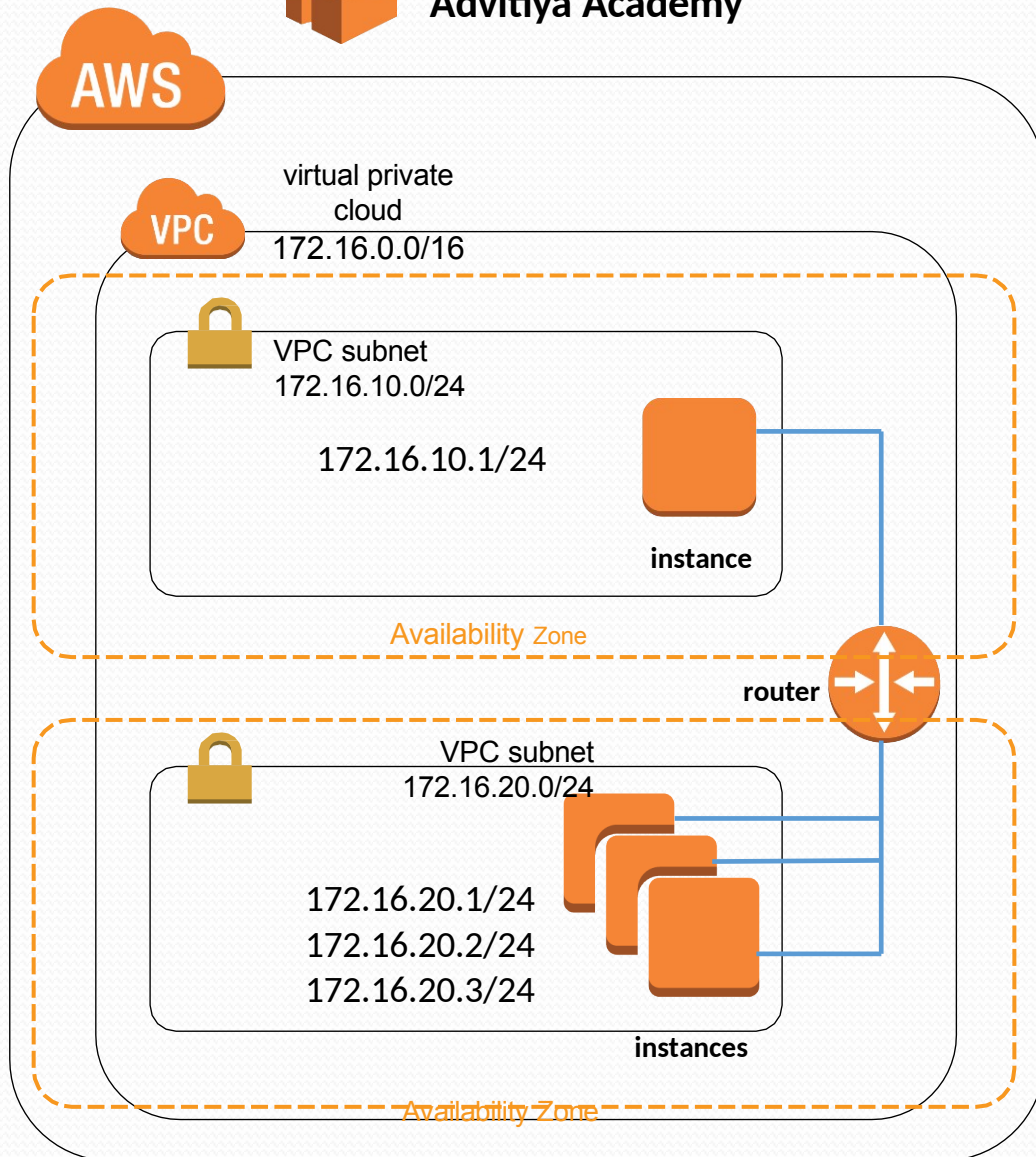 Advitiya Academy
AWS
virtual private
cloud
VPC
172.16.0.0/16
VPC subnet
172.16.10.0/24
172.16.10.1/24
instance
Availability Zone
router
VPC subnet
172.16.20.0/24
172.16.20.1/24
172.16.20.2/24
172.16.20.3/24
instances
Availability Zone